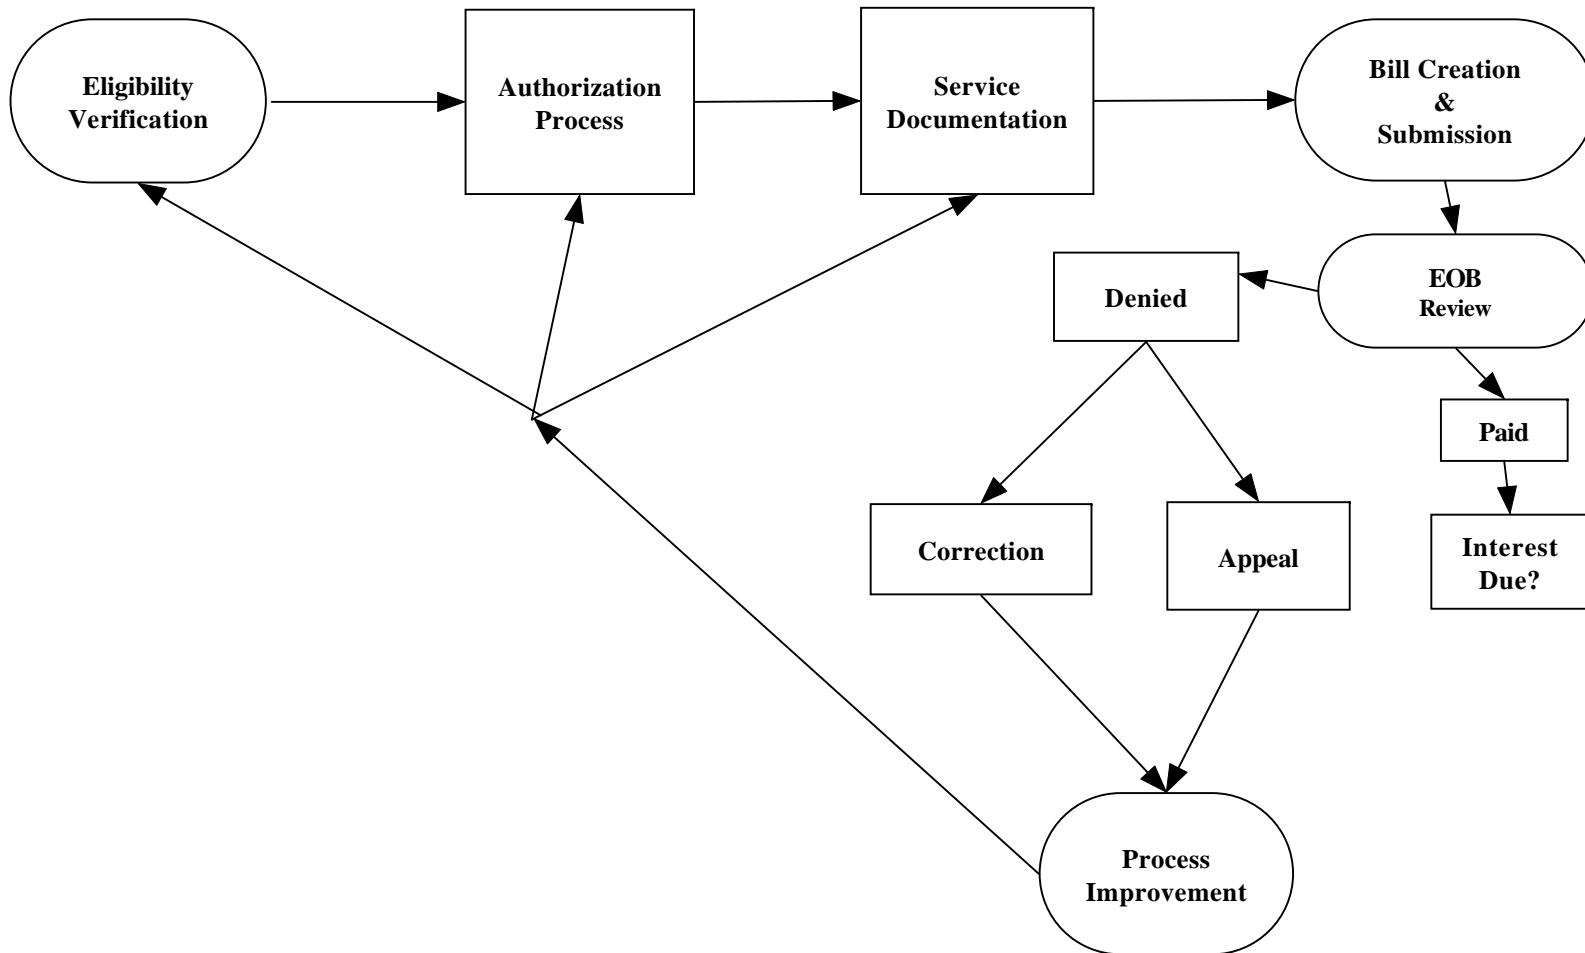 Eligibility
Verification
Authorization
Process
Service
Documentation
Bill Creation
&
Submission
EOB
Review
Denied
Paid
Correction
Appeal
Interest
Due?
Process
Improvement